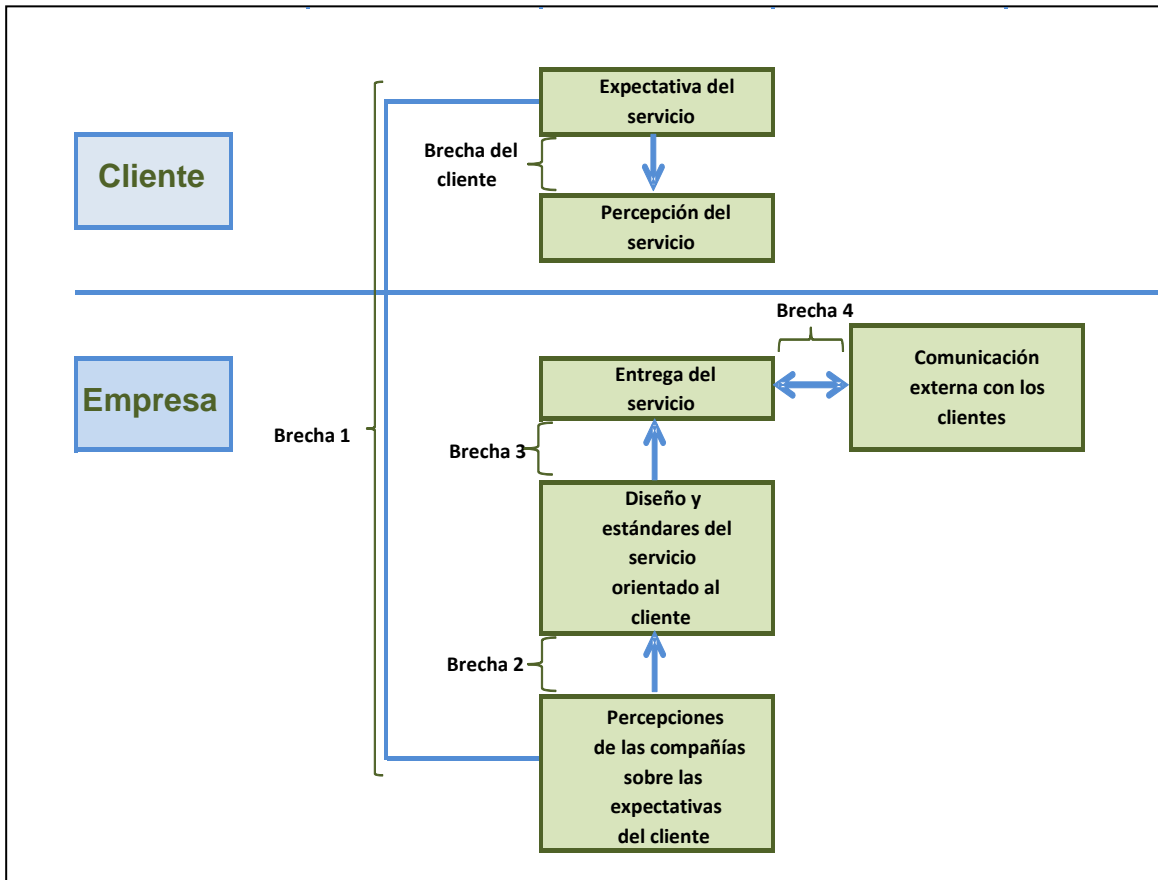 Expectativa del
servicio
Brecha del
cliente
Cliente
Percepción del
servicio
Brecha 4
Comunicación
externa con los
clientes
Entrega del
servicio
Empresa
Brecha 1
Brecha 3
Diseño y
estándares del
servicio
orientado al
cliente
Brecha 2
Percepciones
de las compañías
sobre las
expectativas
del cliente